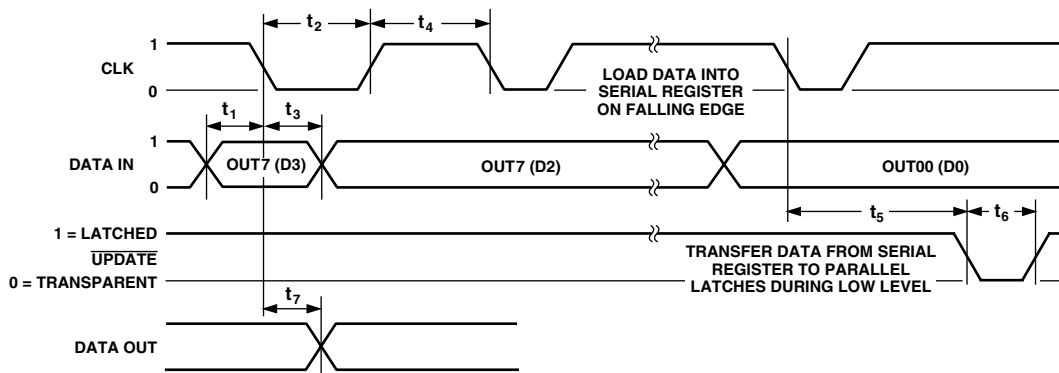 t2
t4
1
CLK
0
LOAD DATA INTO
SERIAL REGISTER
ON FALLING EDGE
t1
t3
1
DATA IN
0
OUT7 (D3)
OUT7 (D2)
OUT00 (D0)
t5
t6
1 = LATCHED
UPDATE
0 = TRANSPARENT
TRANSFER DATA FROM SERIAL
REGISTER TO PARALLEL
LATCHES DURING LOW LEVEL
t7
DATA OUT